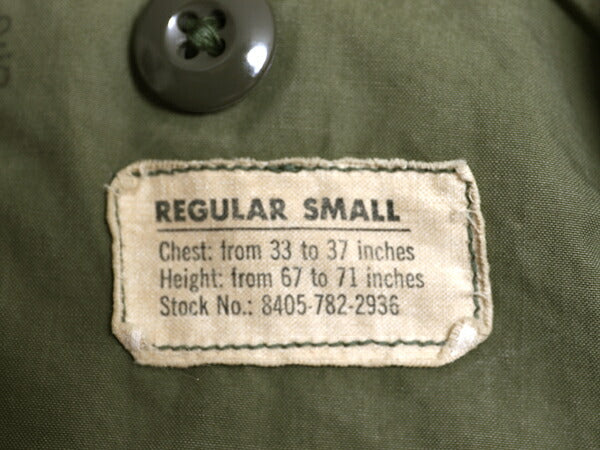 REGULAR SMALL
Chest: from 33 to 37 inches
Height: from 67 to 71 inches
Stock No.: 8405-782-2936